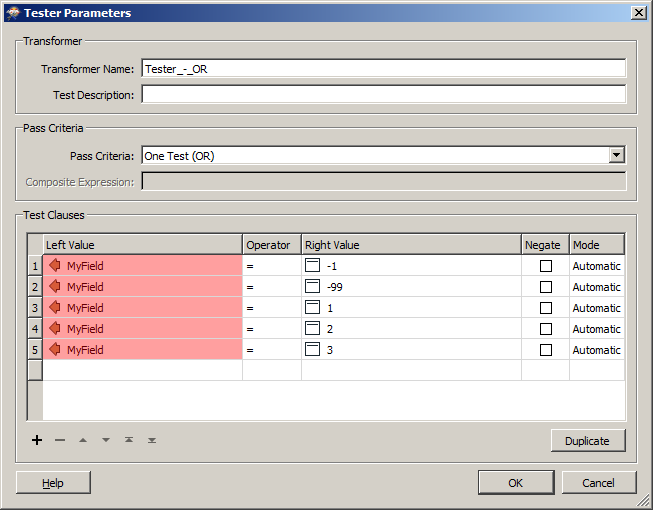 Tester Parameters
Transformer
Transformer Name: Tester_-_OR
Test Description:
Pass Criteria
Pass Criteria: One Test (OR)
Composite Expression:
Test Clauses
Left Value Operator Right Value Negate Mode
1 MyField = -1 Automatic
2 MyField = -99 Automatic
3 MyField = 1 Automatic
4 MyField = 2 Automatic
5 MyField = 3 Automatic
Duplicate
Help OK Cancel